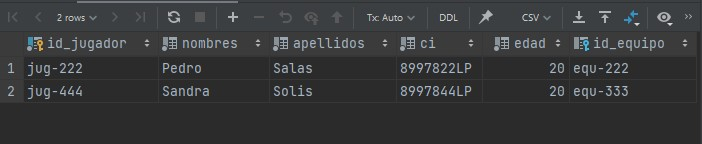 2 rows Tx: Auto DDL CSV
id_jugador nombres apellidos ci edad id_equipo
1 jug-222 Pedro Salas 8997822LP 20 equ-222
2 jug-444 Sandra Solis 8997844LP 20 equ-333